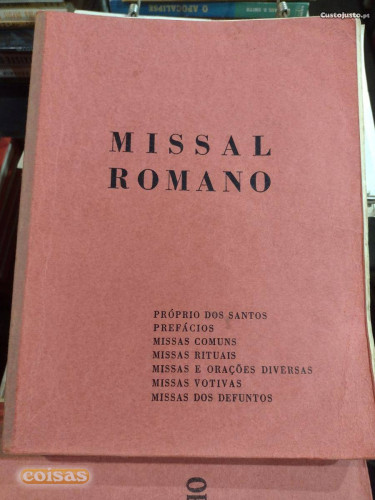 O APOCALIPSE
CustoJusto.pt
MISSAL
ROMANO
PRÓPRIO DOS SANTOS
PREFÁCIOS
MISSAS COMUNS
MISSAS RITUAIS
MISSAS E ORAÇÕES DIVERSAS
MISSAS VOTIVAS
MISSAS DOS DEFUNTOS
coisas